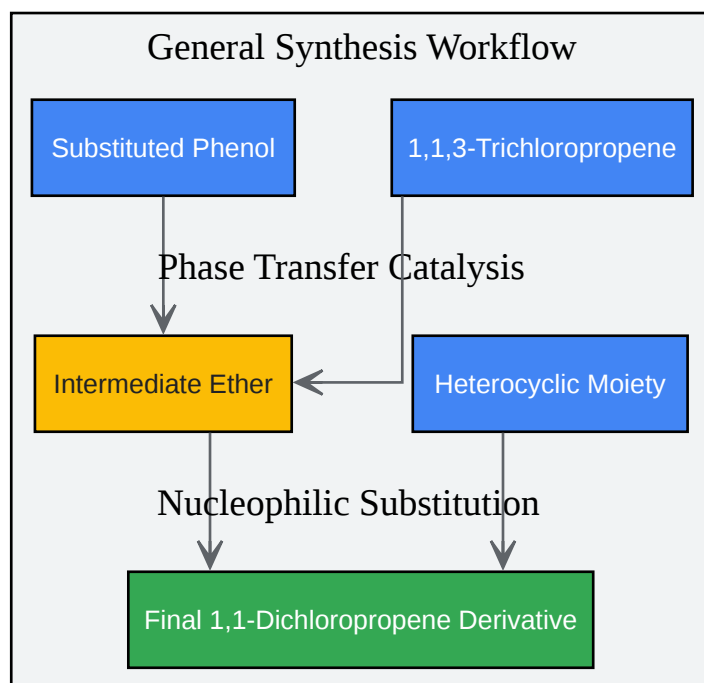 General Synthesis Workflow
Substituted Phenol
1,1,3-Trichloropropene
Phase Transfer Catalysis
Intermediate Ether
Heterocyclic Moiety
Nucleophilic Substitution
Final 1,1-Dichloropropene Derivative